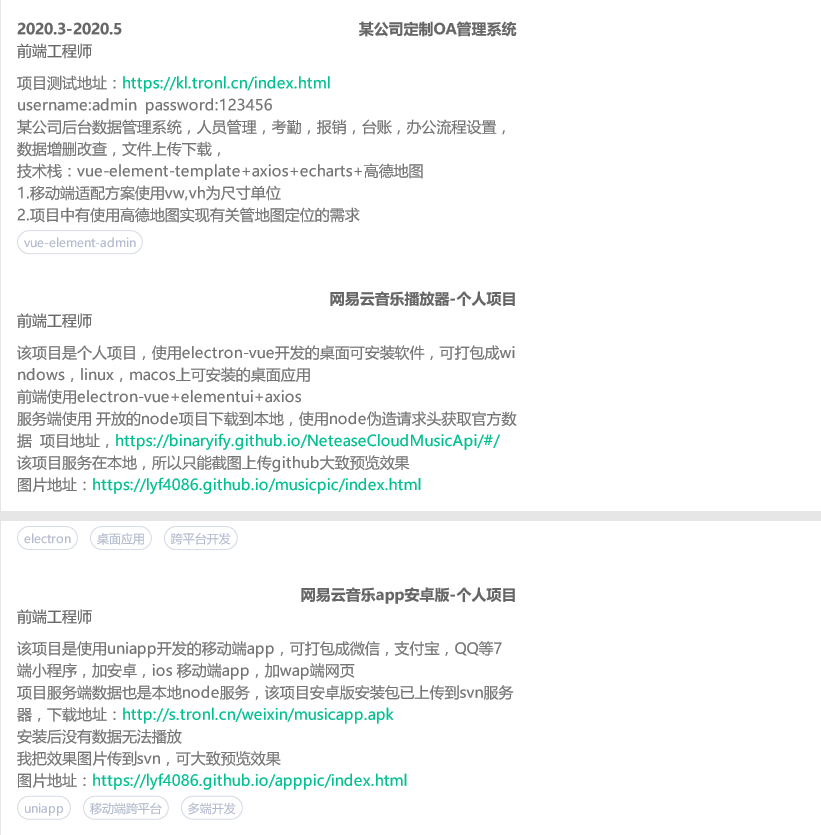 2020.3-2020.5 某公司定制OA管理系统
前端工程师
项目测试地址：https://kl.tronl.cn/index.html
username:admin password:123456
某公司后台数据管理系统，人员管理，考勤，报销，台账，办公流程设置，
数据增删改查，文件上传下载，
技术栈：vue-element-template+axios+echarts+高德地图
1.移动端适配方案使用vw,vh为尺寸单位
2.项目中有使用高德地图实现有关管地图定位的需求
vue-element-admin
网易云音乐播放器-个人项目
前端工程师
该项目是个人项目，使用electron-vue开发的桌面可安装软件，可打包成wi
ndows，linux，macos上可安装的桌面应用
前端使用electron-vue+elementui+axios
服务端使用 开放的node项目下载到本地，使用node伪造请求头获取官方数
据 项目地址，https://binaryify.github.io/NeteaseCloudMusicApi/#/
该项目服务在本地，所以只能截图上传github大致预览效果
图片地址：https://lyf4086.github.io/musicpic/index.html
electron 桌面应用 跨平台开发
网易云音乐app安卓版-个人项目
前端工程师
该项目是使用uniapp开发的移动端app，可打包成微信，支付宝，QQ等7
端小程序，加安卓，ios 移动端app，加wap端网页
项目服务端数据也是本地node服务，该项目安卓版安装包已上传到svn服务
器，下载地址：http://s.tronl.cn/weixin/musicapp.apk
安装后没有数据无法播放
我把效果图片传到svn，可大致预览效果
图片地址：https://lyf4086.github.io/apppic/index.html
uniapp 移动端跨平台 多端开发